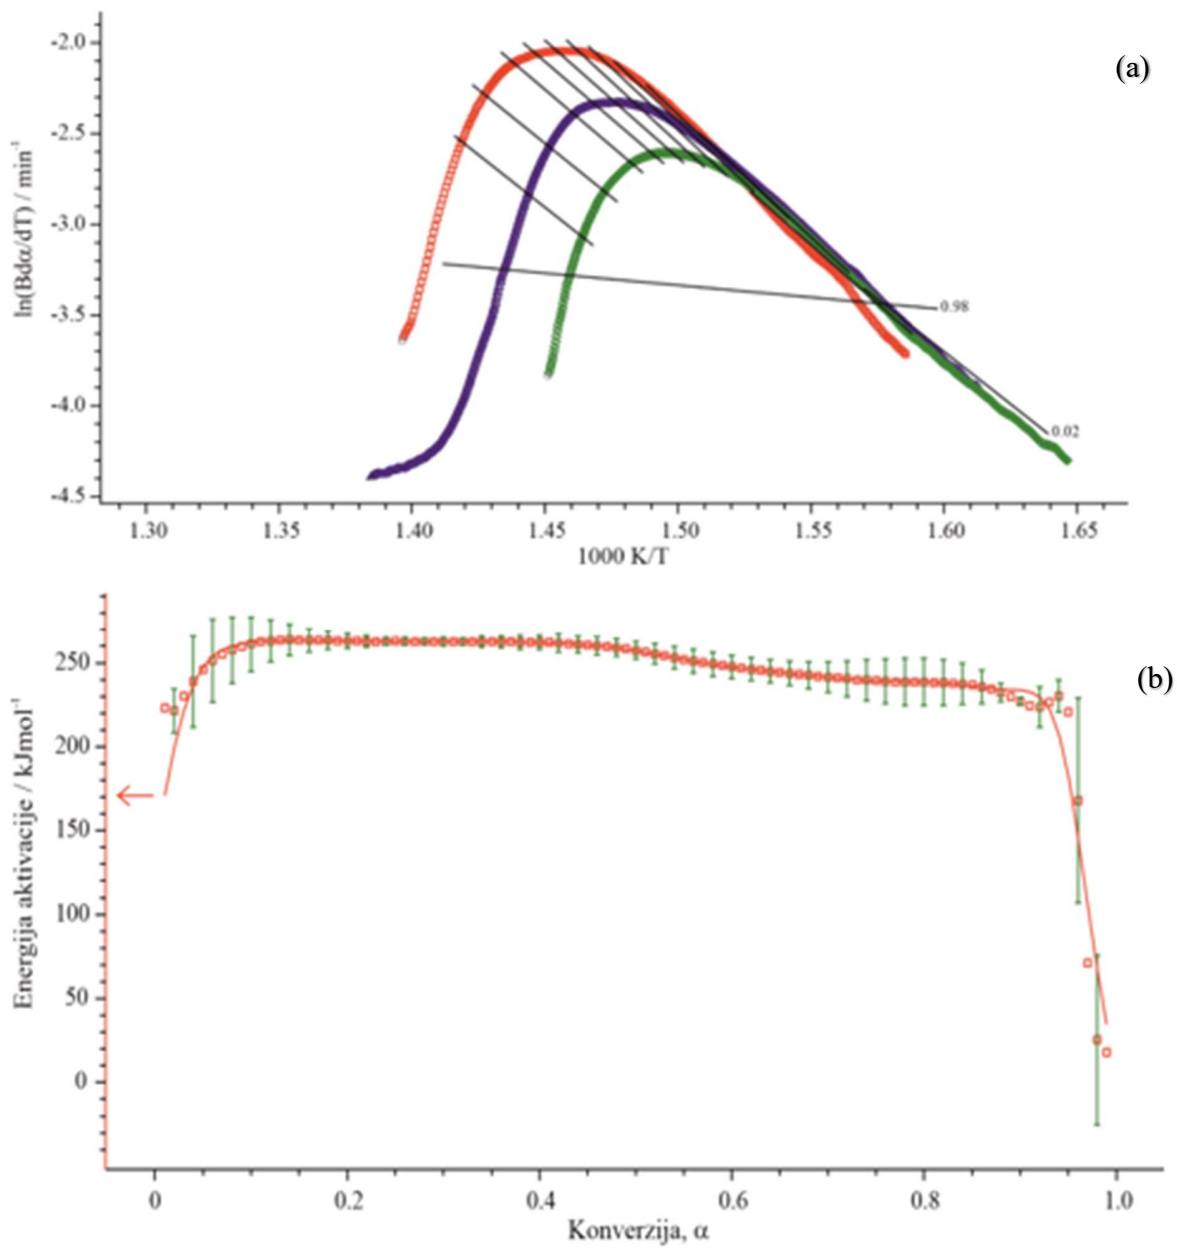 (a)
ln(Bdα/dT) / min⁻¹
-2.0
-2.5
-3.0
-3.5
-4.0
-4.5
0.98
0.02
1.30 1.35 1.40 1.45 1.50 1.55 1.60 1.65
1000 K/T
(b)
Energija aktivacije / kJmol⁻¹
250
200
150
100
50
0
0 0.2 0.4 0.6 0.8 1.0
Konverzija, α